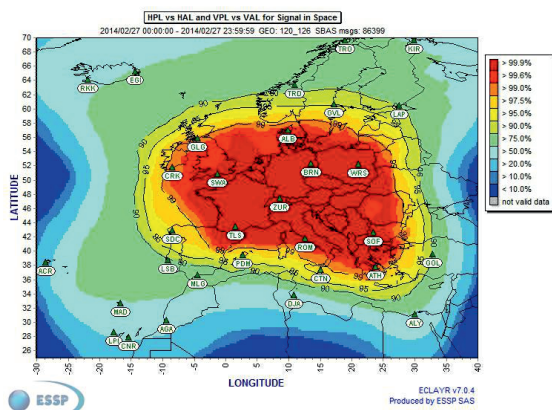 HPL vs HAL and VPL vs VAL for Signal in Space
2014/02/27 00:00:00 - 2014/02/27 23:59:59 GEO: 120_126 SBAS msgs: 86399
70
68
66
64
62
60
58
56
54
52
50
48
46
44
42
40
38
36
34
32
30
28
26
LATITUDE
TRO
KIR
EGI
RKK
TRD
GVL
LAP
90
95
99
ALB
GLG
CRK
SWA
BRN
WRS
ZUR
SDC
TLS
ROM
SOF
LSB
PDM
MLG
CTN
ATH
GOL
ACR
MAD
DJA
AGA
ALY
LPI
CNR
-30
-25
-20
-15
-10
-5
0
5
10
15
20
25
30
35
40
LONGITUDE
> 99.9%
> 99.6%
> 99.0%
> 97.5%
> 95.0%
> 90.0%
> 75.0%
> 50.0%
> 20.0%
> 10.0%
< 10.0%
not valid data
ESSP
ECLAYR v7.0.4
Produced by ESSP SAS